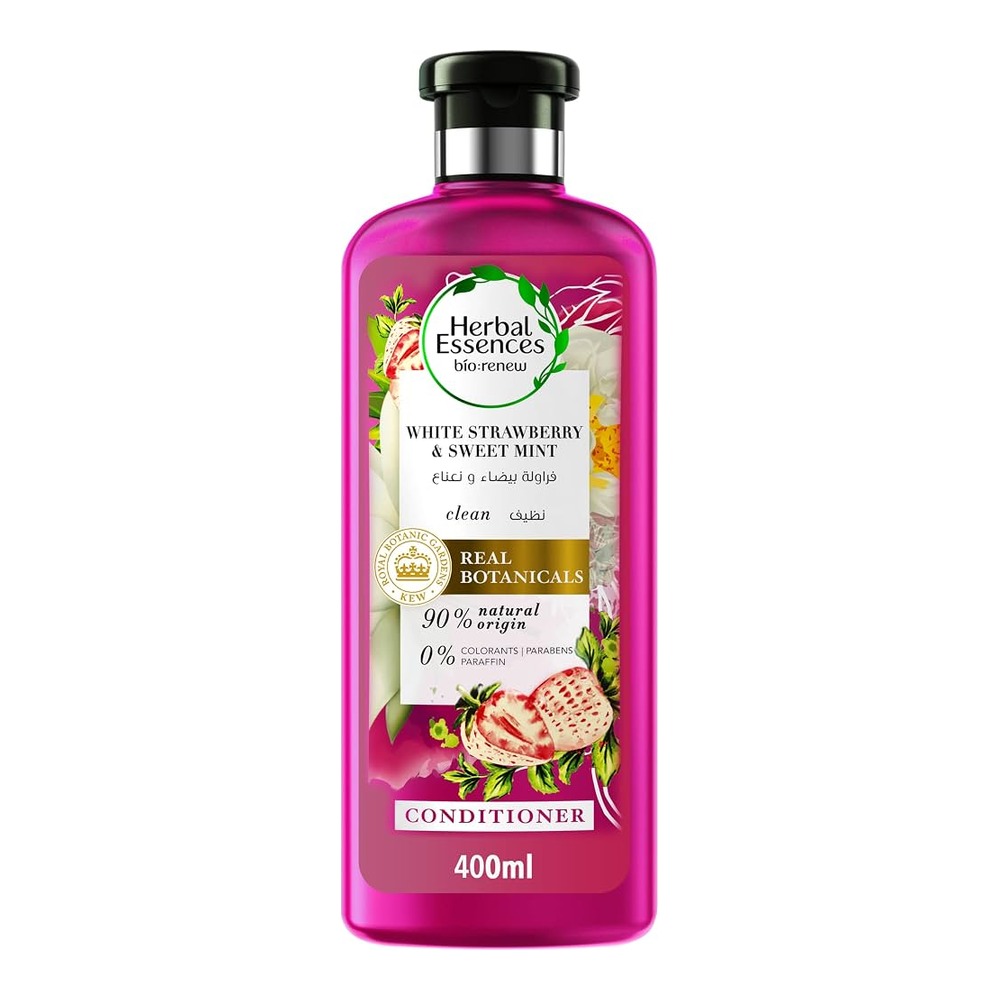 Herbal
Essences
bío:renew
WHITE STRAWBERRY
& SWEET MINT
فراولة بيضاء و نعناع
clean نظيف
ROYAL BOTANIC GARDENS
• KEW •
REAL
BOTANICALS
90% natural
origin
0% COLORANTS | PARABENS
PARAFFIN
CONDITIONER
400ml